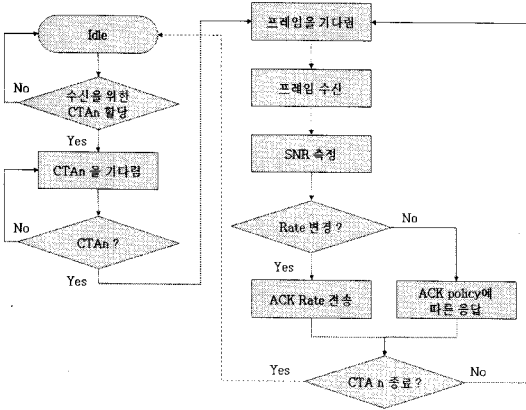 Idle
No
수신을 위한
CTAn 할당
Yes
CTAn 을 기다림
No
CTAn ?
Yes
프레임을 기다림
프레임 수신
SNR 측정
Rate 변경 ?
No
Yes
ACK Rate 전송
ACK policy에
따른 응답
Yes
CTA n 종료 ?
No